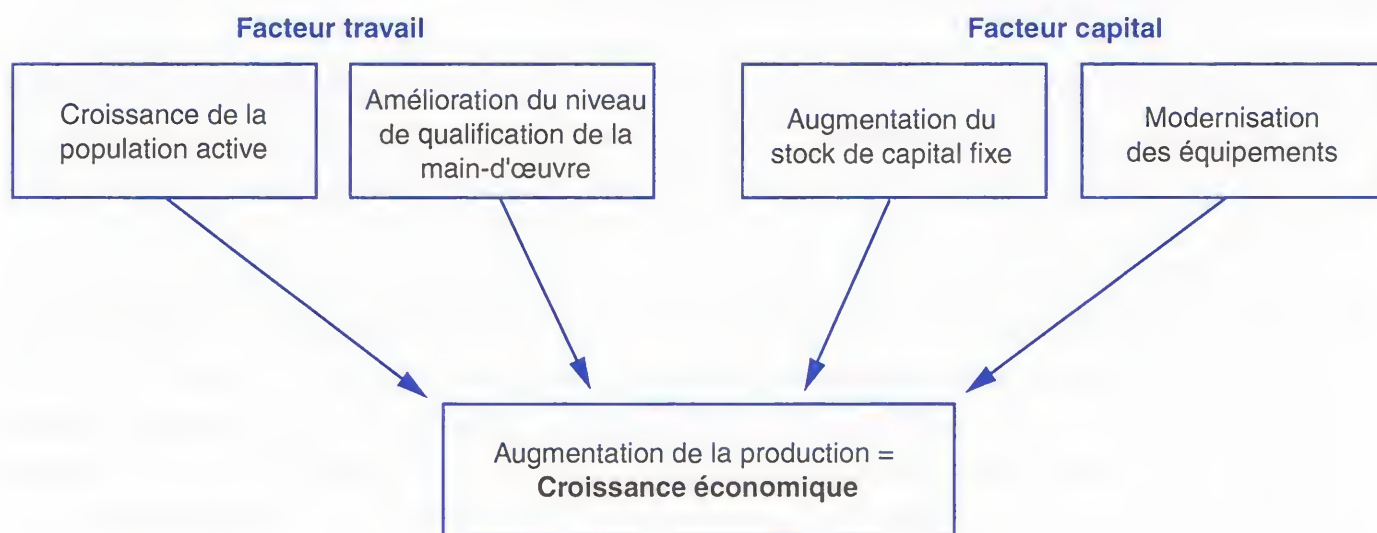 Facteur travail
Facteur capital
Croissance de la
population active
Amélioration du niveau
de qualification de la
main-d'œuvre
Augmentation du
stock de capital fixe
Modernisation
des équipements
Augmentation de la production =
Croissance économique